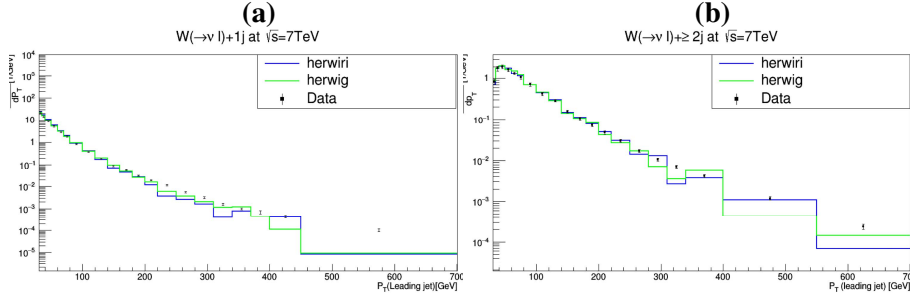 (a)
W(→ν l)+1j at √s=7TeV
herwiri
herwig
Data
10⁴
10³
10²
10
1
10⁻¹
10⁻²
10⁻³
10⁻⁴
10⁻⁵
100 200 300 400 500 600 700
P_T(Leading jet)[GeV]
(b)
W(→ν l)+≥ 2j at √s=7TeV
herwiri
herwig
Data
1
10⁻¹
10⁻²
10⁻³
10⁻⁴
100 200 300 400 500 600 700
P_T (leading jet) [GeV]